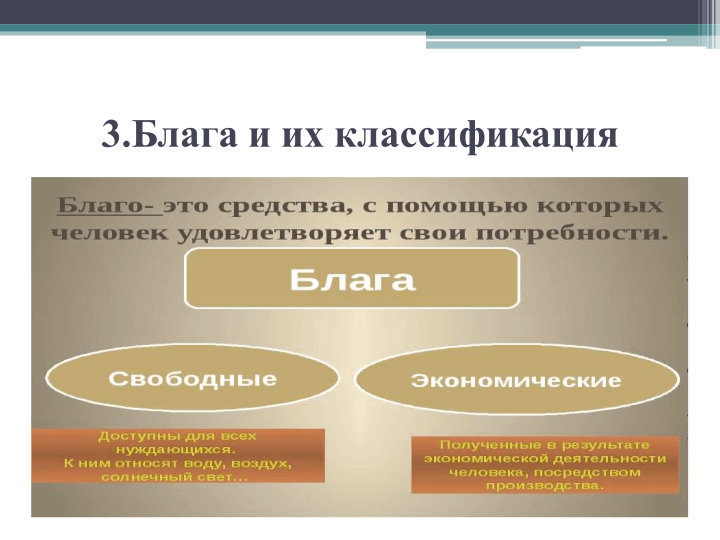 3.Блага и их классификация
Благо- это средства, с помощью которых
человек удовлетворяет свои потребности.
Блага
Свободные
Экономические
Доступны для всех
нуждающихся.
К ним относят воду, воздух,
солнечный свет...
Полученные в результате
экономической деятельности
человека, посредством
производства.